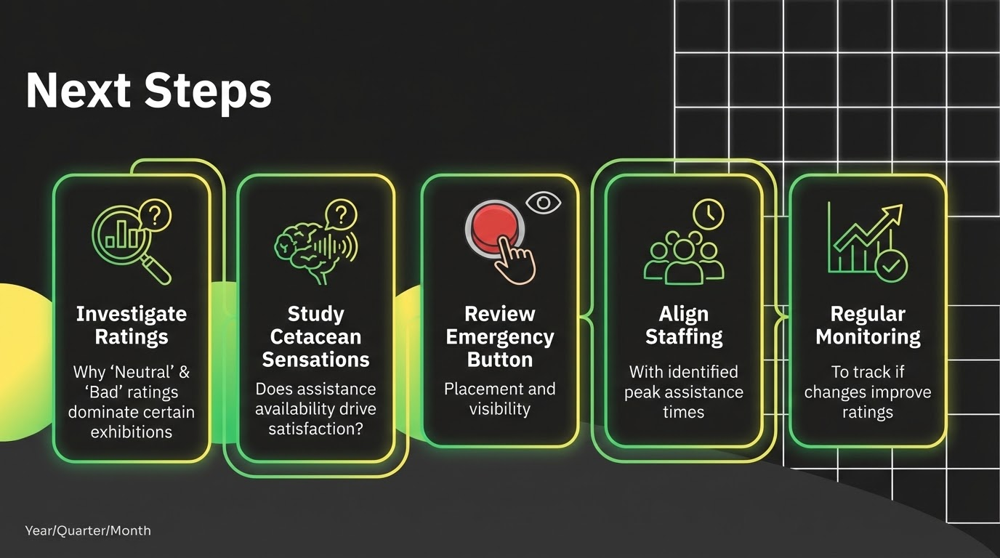 Next Steps
?
Investigate
Ratings
Why ‘Neutral’ &
‘Bad’ ratings
dominate certain
exhibitions
?
Study
Cetacean
Sensations
Does assistance
availability drive
satisfaction?
Review
Emergency
Button
Placement and
visibility
Align
Staffing
With identified
peak assistance
times
Regular
Monitoring
To track if
changes improve
ratings
Year/Quarter/Month